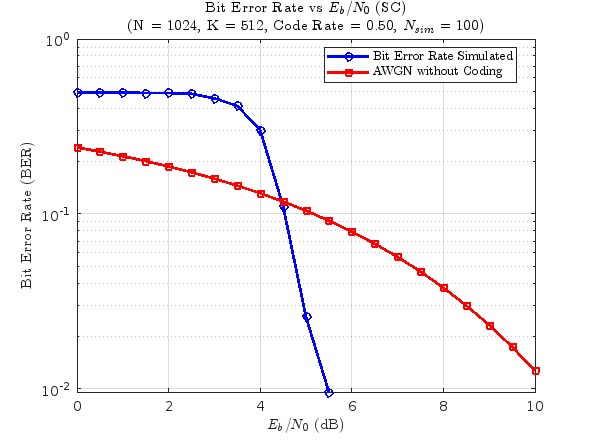 Bit Error Rate vs E_b/N_0 (SC)
(N = 1024, K = 512, Code Rate = 0.50, N_sim = 100)
Bit Error Rate Simulated
AWGN without Coding
Bit Error Rate (BER)
10^0
10^-1
10^-2
0 2 4 6 8 10
E_b/N_0 (dB)